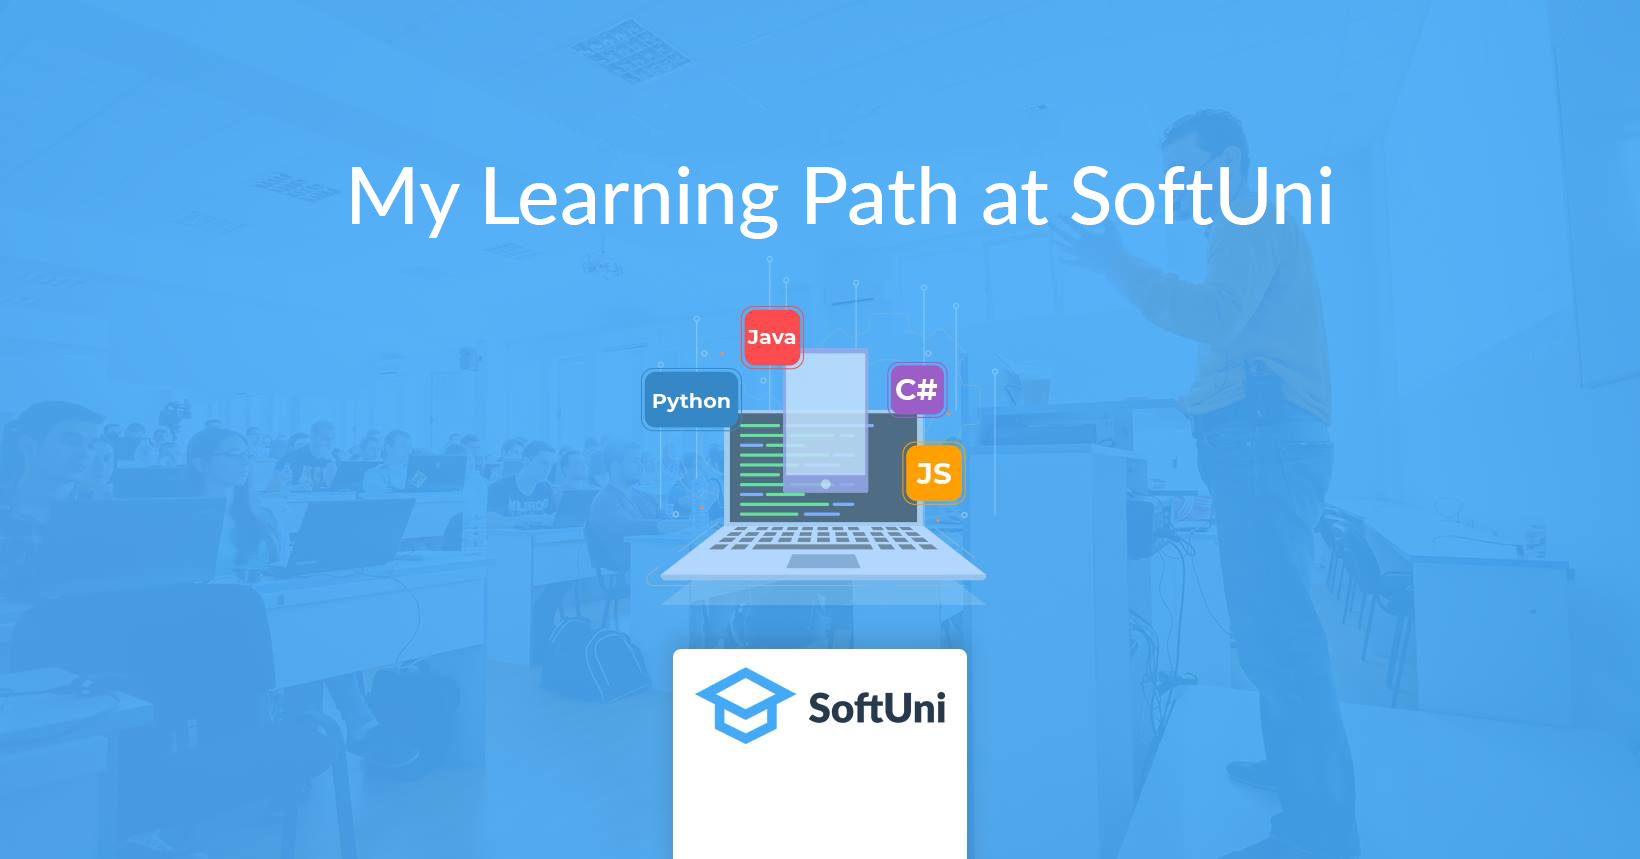 My Learning Path at SoftUni
Java
Python
C#
JS
SoftUni